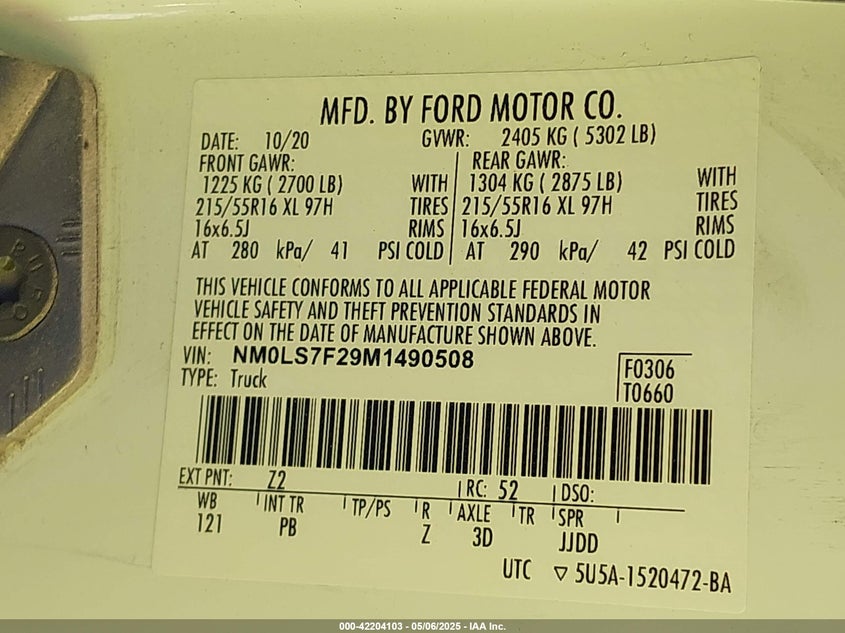 MFD. BY FORD MOTOR CO.
DATE: 10/20 GVWR: 2405 KG ( 5302 LB)
FRONT GAWR: REAR GAWR:
1225 KG ( 2700 LB) WITH 1304 KG ( 2875 LB) WITH
215/55R16 XL 97H TIRES 215/55R16 XL 97H TIRES
16x6.5J RIMS 16x6.5J RIMS
AT 280 kPa/ 41 PSI COLD AT 290 kPa/ 42 PSI COLD
THIS VEHICLE CONFORMS TO ALL APPLICABLE FEDERAL MOTOR
VEHICLE SAFETY AND THEFT PREVENTION STANDARDS IN
EFFECT ON THE DATE OF MANUFACTURE SHOWN ABOVE.
VIN: NM0LS7F29M1490508
F0306
TYPE: Truck
T0660
EXT PNT: Z2 RC: 52 DSO:
WB INT TR TP/PS R AXLE TR SPR
121 PB Z 3D JJDD
UTC ▽ 5U5A-1520472-BA
000-42204103 - 05/06/2025 - IAA Inc.